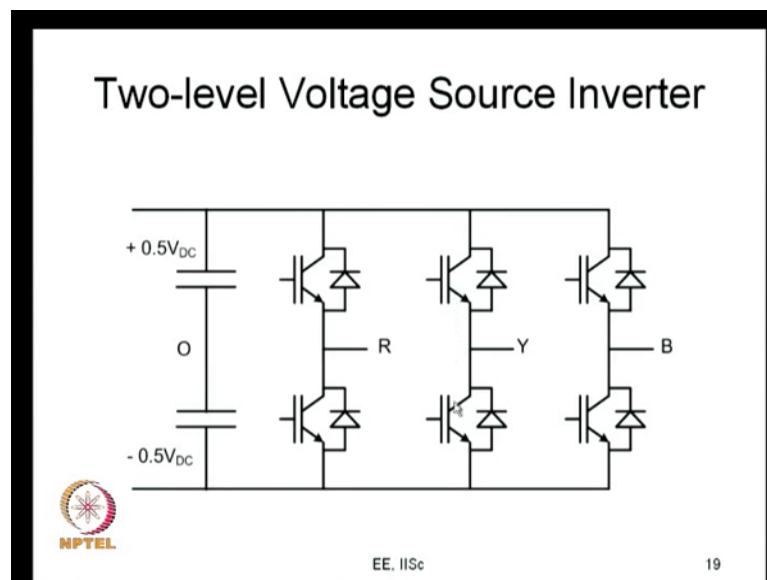 Two-level Voltage Source Inverter
+ 0.5VDC
O
R
Y
B
- 0.5VDC
NPTEL
EE, IISc
19